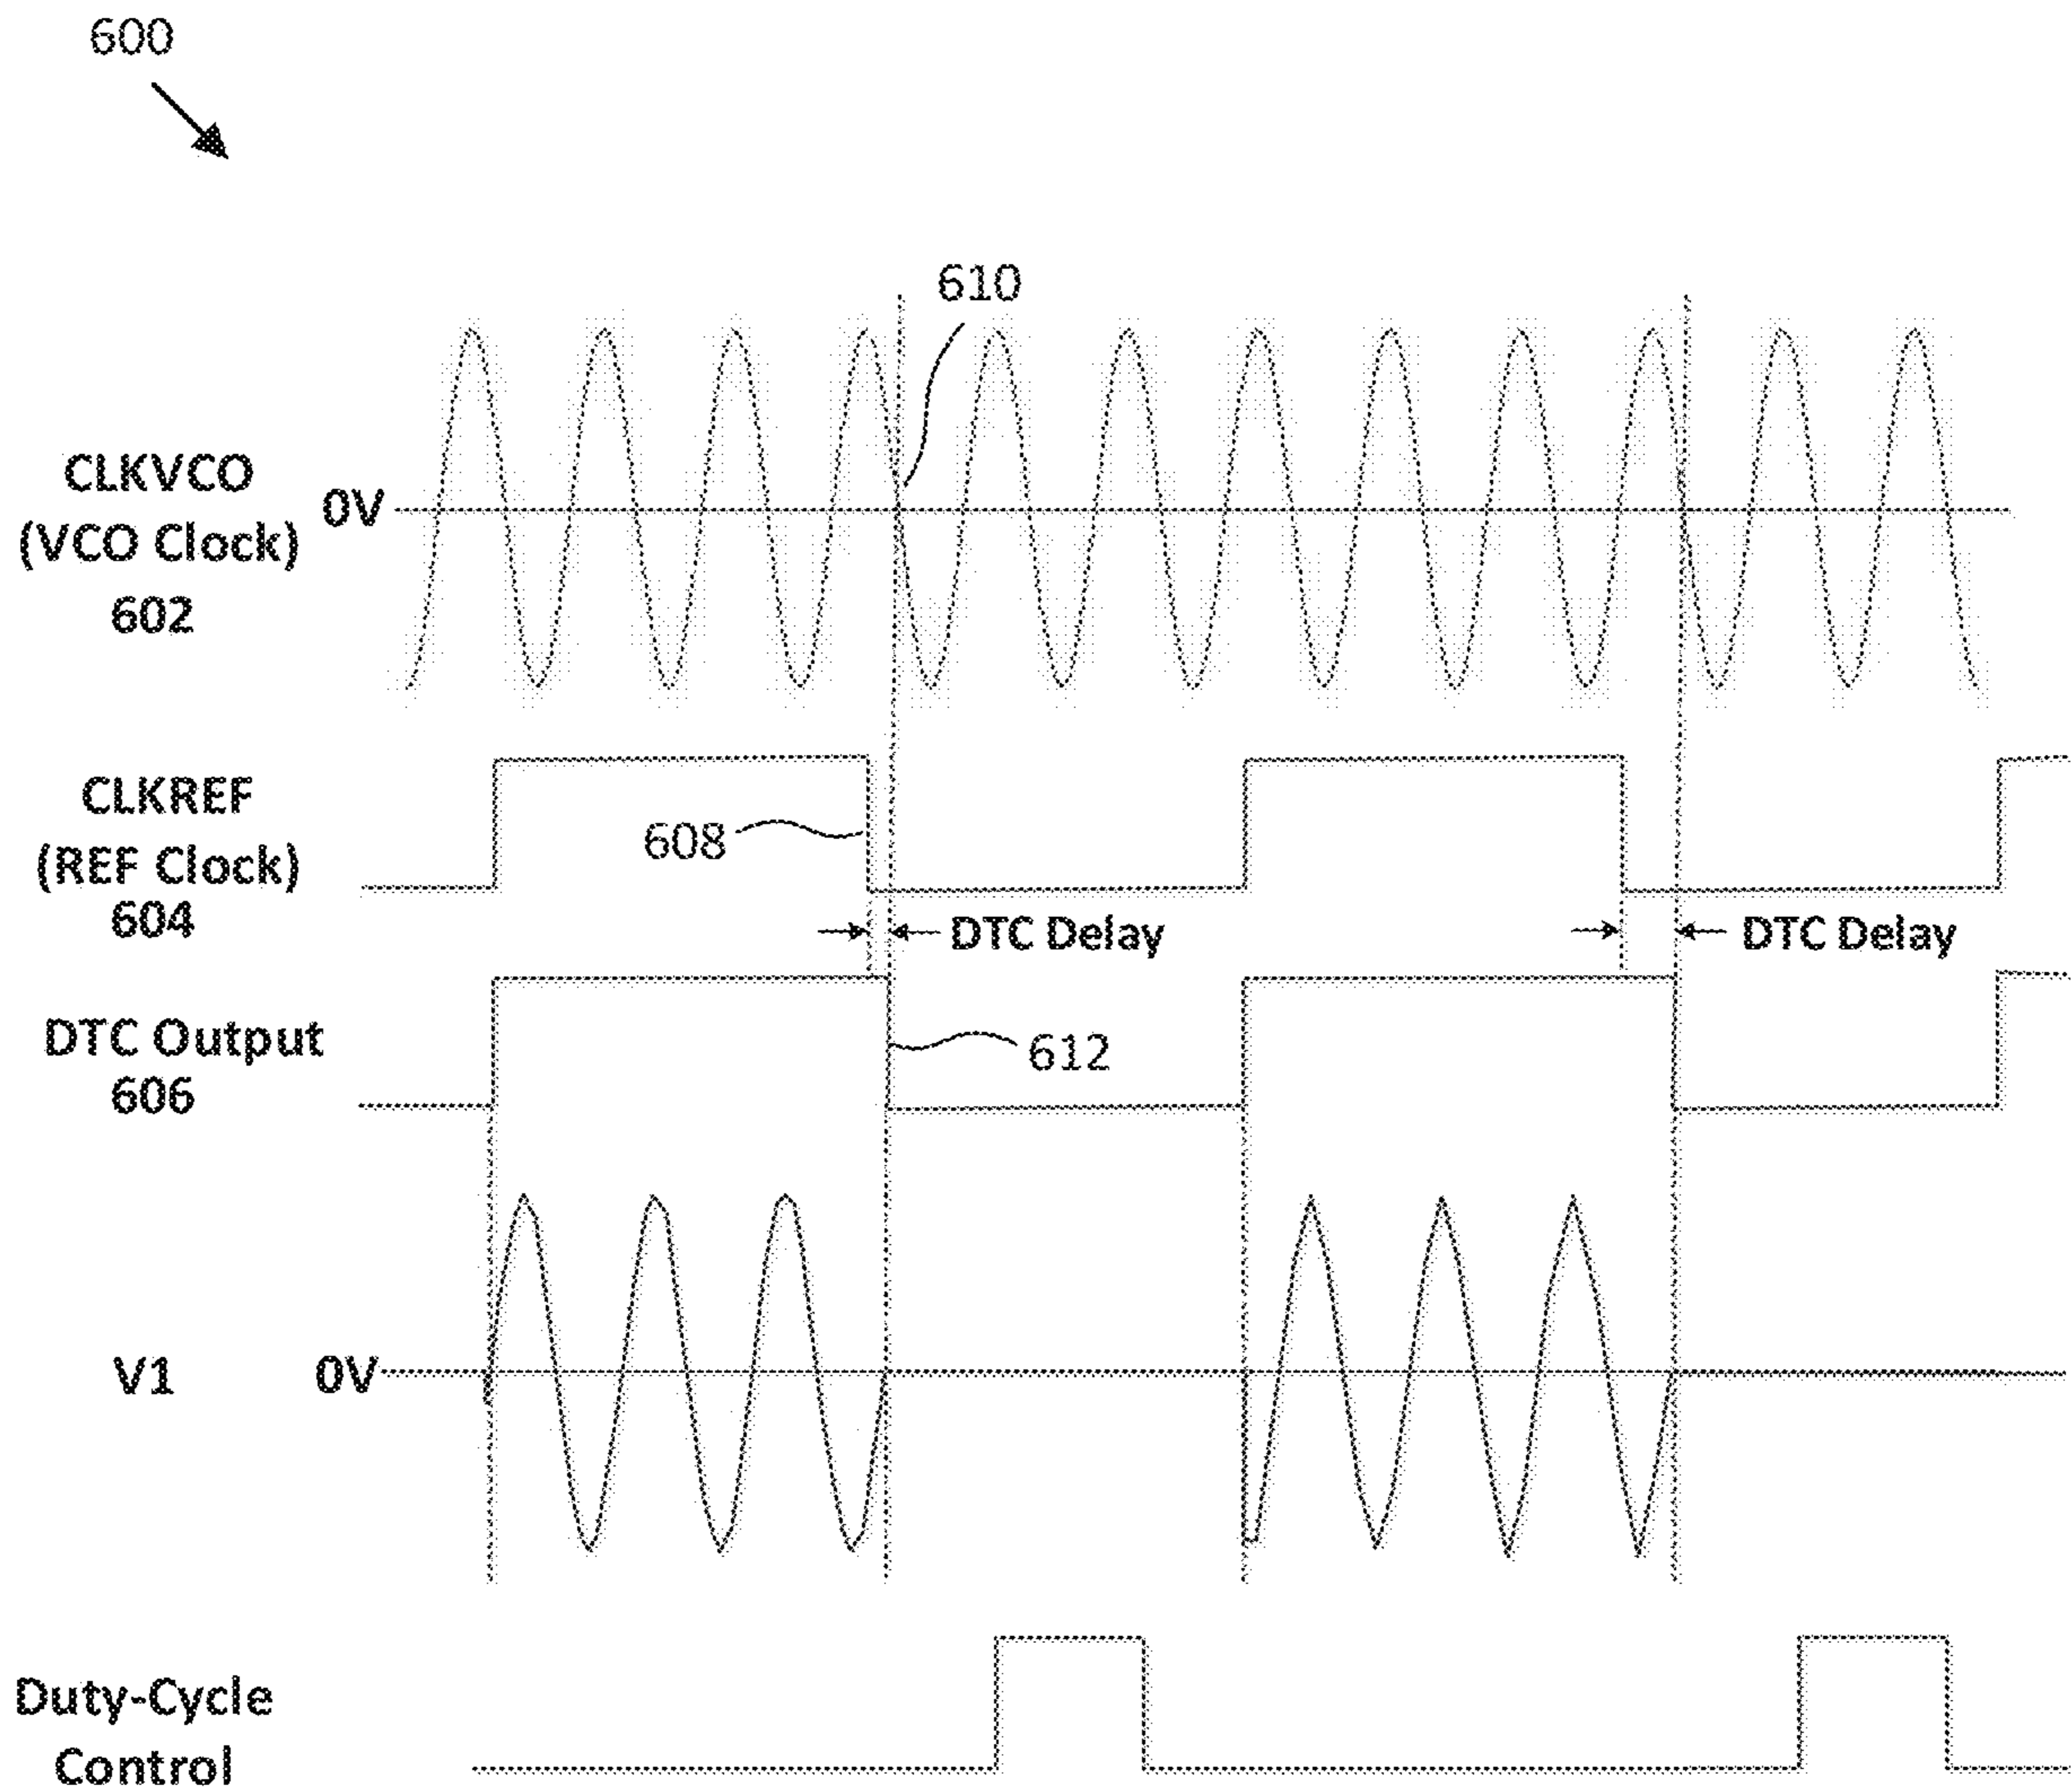 600
610
CLKVCO
(VCO Clock)
602
0V
CLKREF
(REF Clock)
604
608
DTC Delay
DTC Delay
DTC Output
606
612
V1
0V
Duty-Cycle
Control